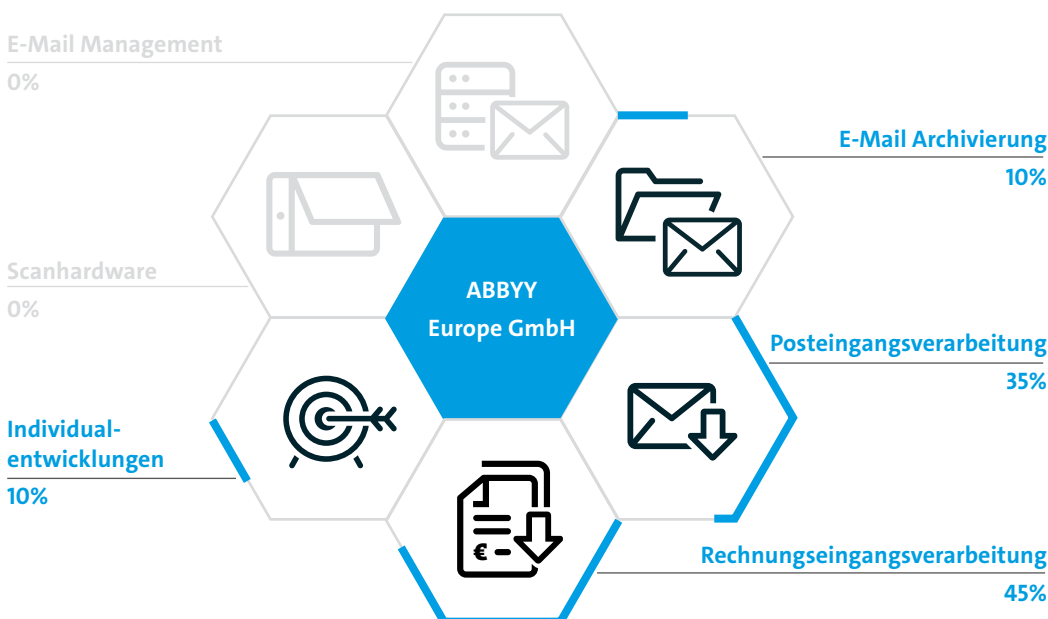 E-Mail Management
0%
E-Mail Archivierung
10%
Scanhardware
0%
ABBYY
Europe GmbH
Posteingangsverarbeitung
35%
Individual-
entwicklungen
10%
€
Rechnungseingangsverarbeitung
45%